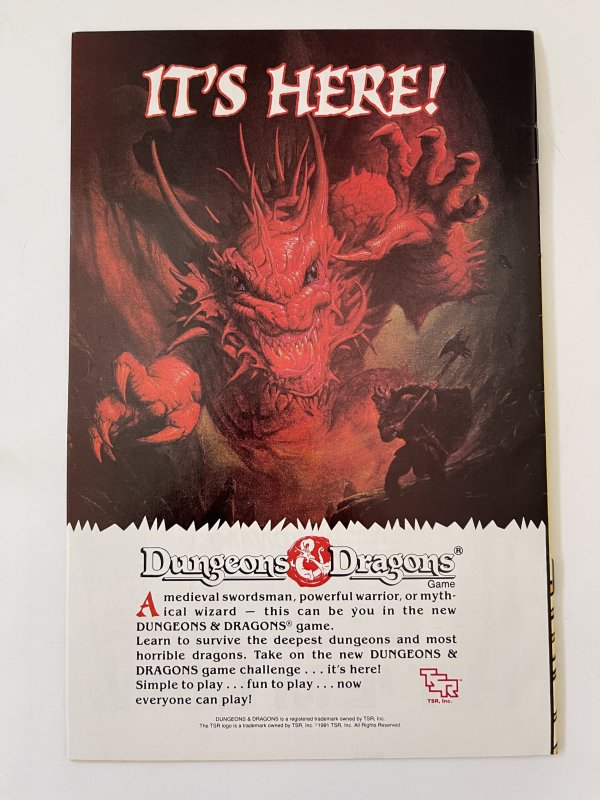 IT'S HERE!
Dungeons & Dragons®
Game
A medieval swordsman, powerful warrior, or myth-
ical wizard — this can be you in the new
DUNGEONS & DRAGONS® game.
Learn to survive the deepest dungeons and most
horrible dragons. Take on the new DUNGEONS &
DRAGONS game challenge . . . it's here!
Simple to play . . . fun to play . . . now
everyone can play!
TSR
TSR, Inc.
DUNGEONS & DRAGONS is a registered trademark owned by TSR, Inc.
The TSR logo is a trademark owned by TSR, Inc. ©1991 TSR, Inc. All Rights Reserved.